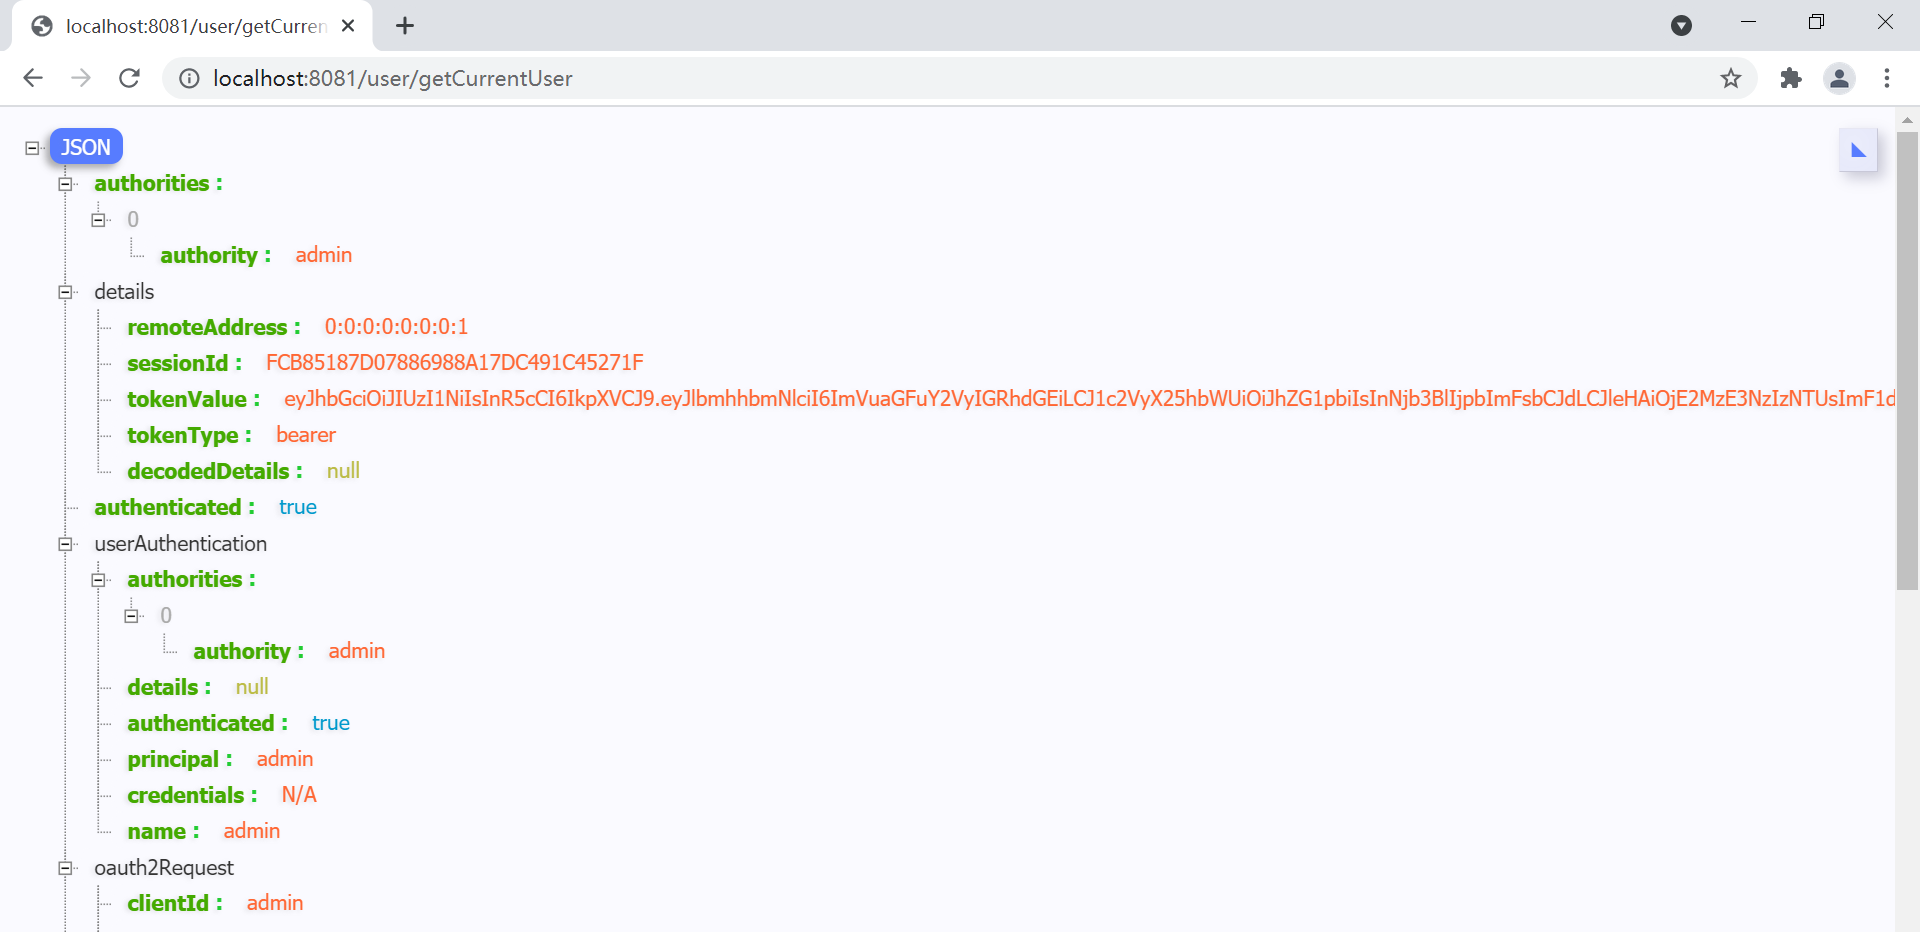 localhost:8081/user/getCurren
localhost:8081/user/getCurrentUser
JSON
authorities :
0
authority : admin
details
remoteAddress : 0:0:0:0:0:0:0:1
sessionId : FCB85187D07886988A17DC491C45271F
tokenValue : eyJhbGciOiJIUzI1NiIsInR5cCI6IkpXVCJ9.eyJlbmhhbmNlciI6ImVuaGFuY2VyIGRhdGEiLCJ1c2VyX25hbWUiOiJhZG1pbiIsInNjb3BlIjpbImFsbCJdLCJleHAiOjE2MzE3NzIzNTUsImF1d
tokenType : bearer
decodedDetails : null
authenticated : true
userAuthentication
authorities :
0
authority : admin
details : null
authenticated : true
principal : admin
credentials : N/A
name : admin
oauth2Request
clientId : admin